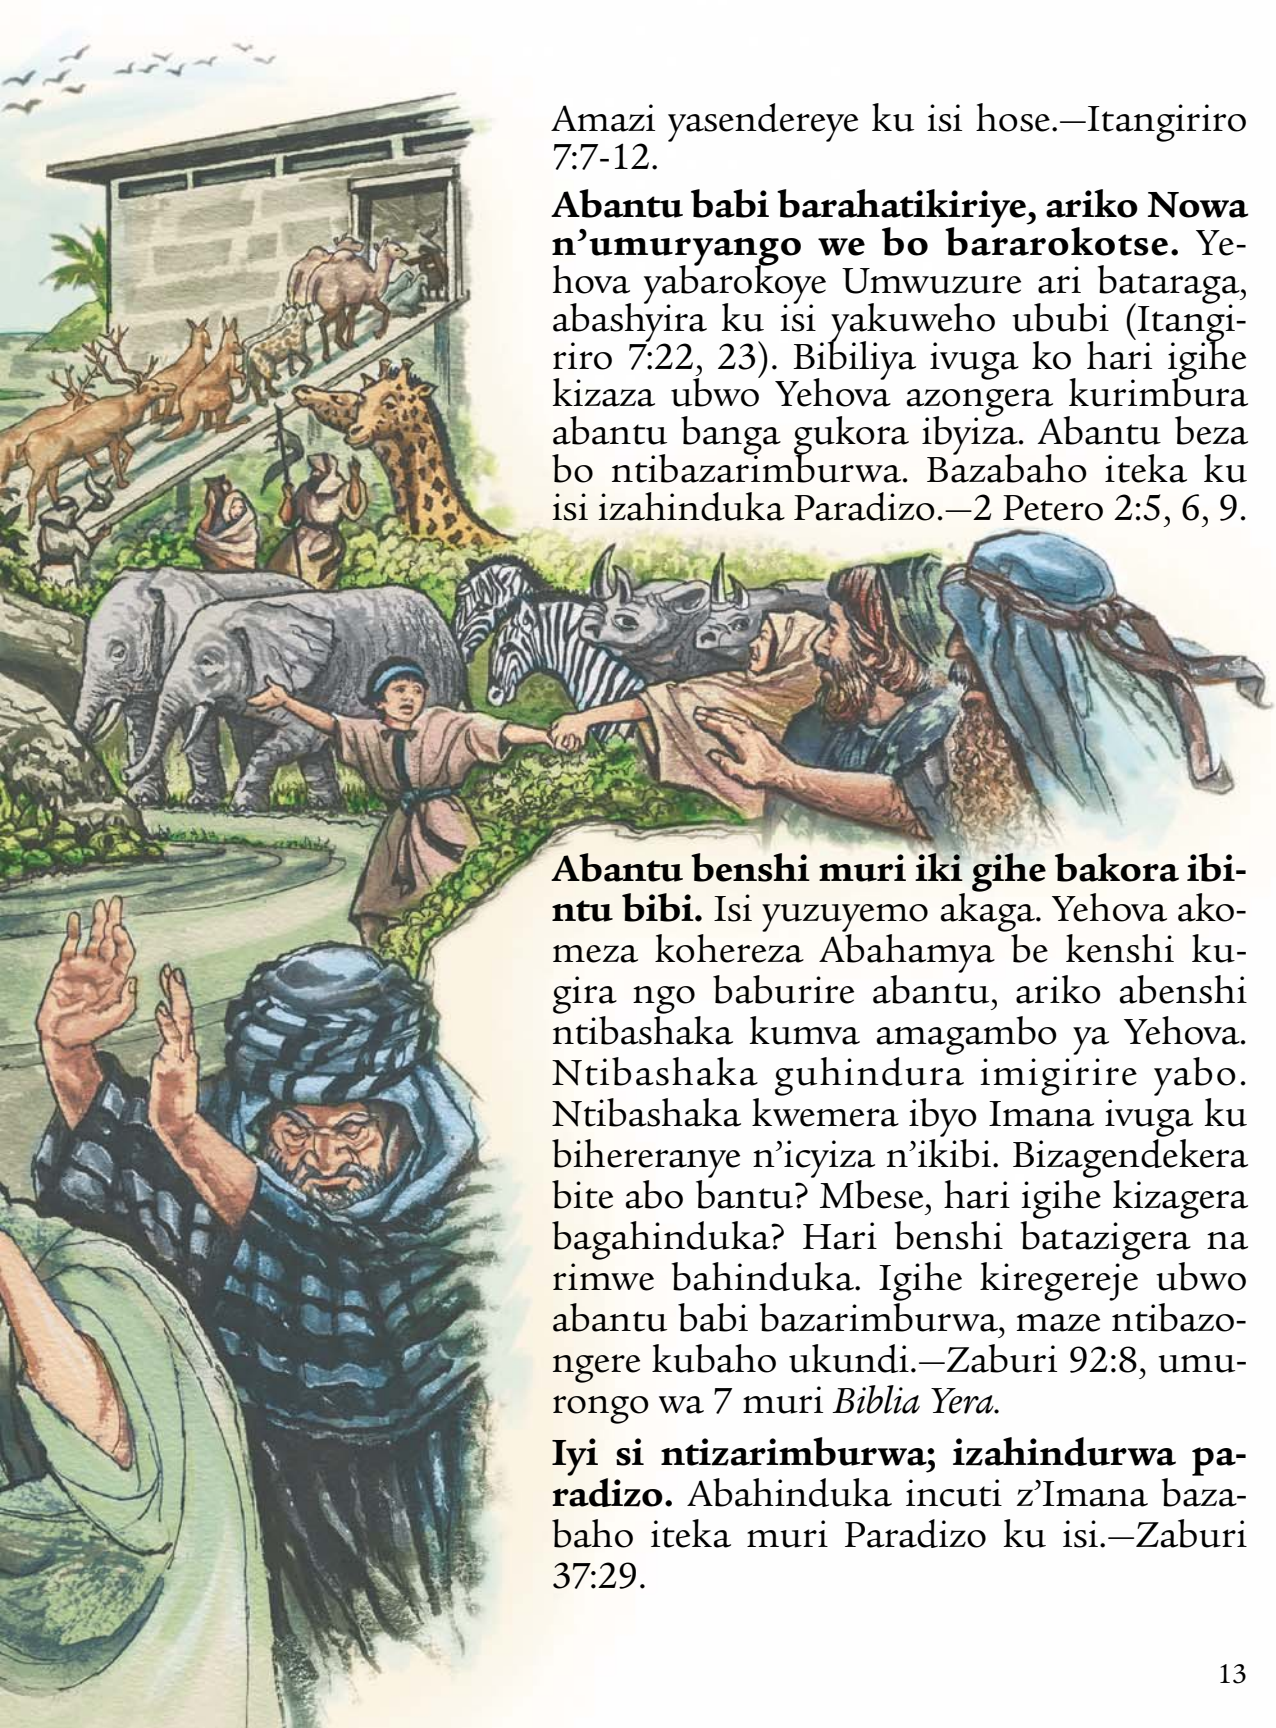 Amazi yasendereye ku isi hose.—Itangiriro
7:7-12.
Abantu babi barahatikiriye, ariko Nowa
n’umuryango we bo bararokotse. Ye-
hova yabarokoye Umwuzure ari bataraga,
abashyira ku isi yakuweho ububi (Itangi-
riro 7:22, 23). Bibiliya ivuga ko hari igihe
kizaza ubwo Yehova azongera kurimbura
abantu banga gukora ibyiza. Abantu beza
bo ntibazarimburwa. Bazabaho iteka ku
isi izahinduka Paradizo.—2 Petero 2:5, 6, 9.
Abantu benshi muri iki gihe bakora ibi-
ntu bibi. Isi yuzuyemo akaga. Yehova ako-
meza kohereza Abahamya be kenshi ku-
gira ngo baburire abantu, ariko abenshi
ntibashaka kumva amagambo ya Yehova.
Ntibashaka guhindura imigirire yabo.
Ntibashaka kwemera ibyo Imana ivuga ku
bihereranye n’icyiza n’ikibi. Bizagendekera
bite abo bantu? Mbese, hari igihe kizagera
bagahinduka? Hari benshi batazigera na
rimwe bahinduka. Igihe kiregereje ubwo
abantu babi bazarimburwa, maze ntibazo-
ngere kubaho ukundi.—Zaburi 92:8, umu-
rongo wa 7 muri Biblia Yera.
Iyi si ntizarimburwa; izahindurwa pa-
radizo. Abahinduka incuti z’Imana baza-
baho iteka muri Paradizo ku isi.—Zaburi
37:29.
13